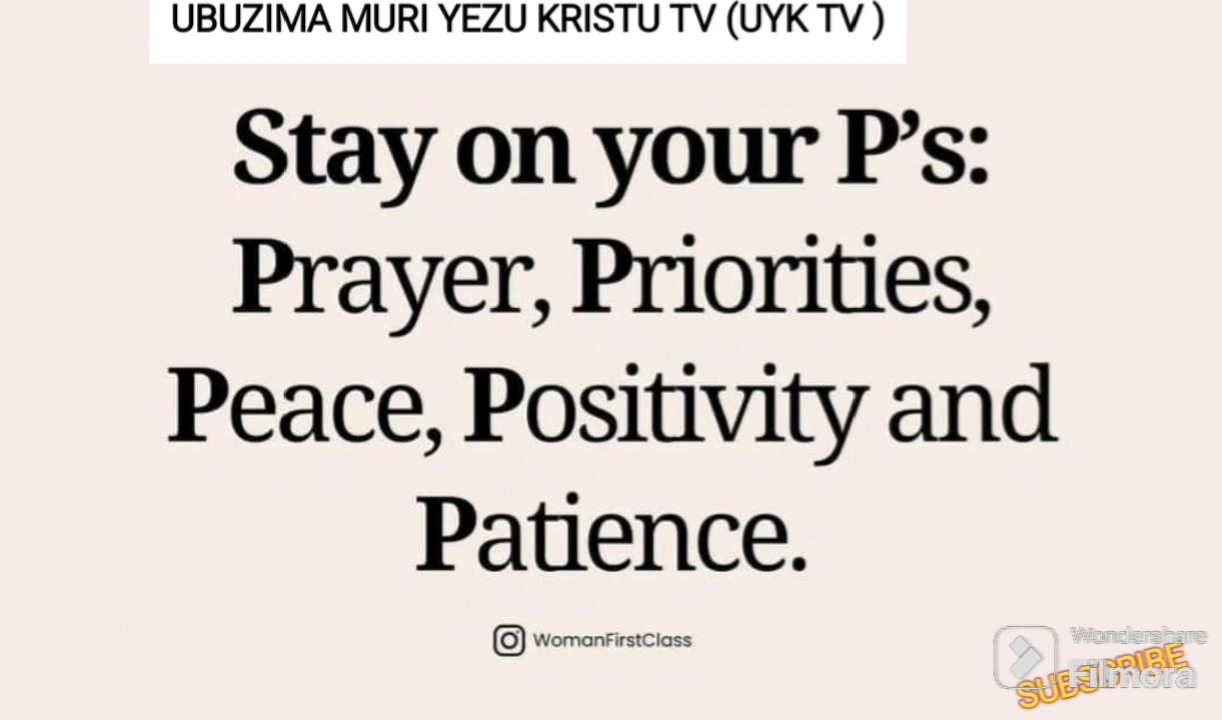 UBUZIMA MURI YEZU KRISTU TV (UYK TV )
Stay on your P’s:
Prayer, Priorities,
Peace, Positivity and
Patience.
WomanFirstClass
Wondershare
Filmora
SUBSCRIBE